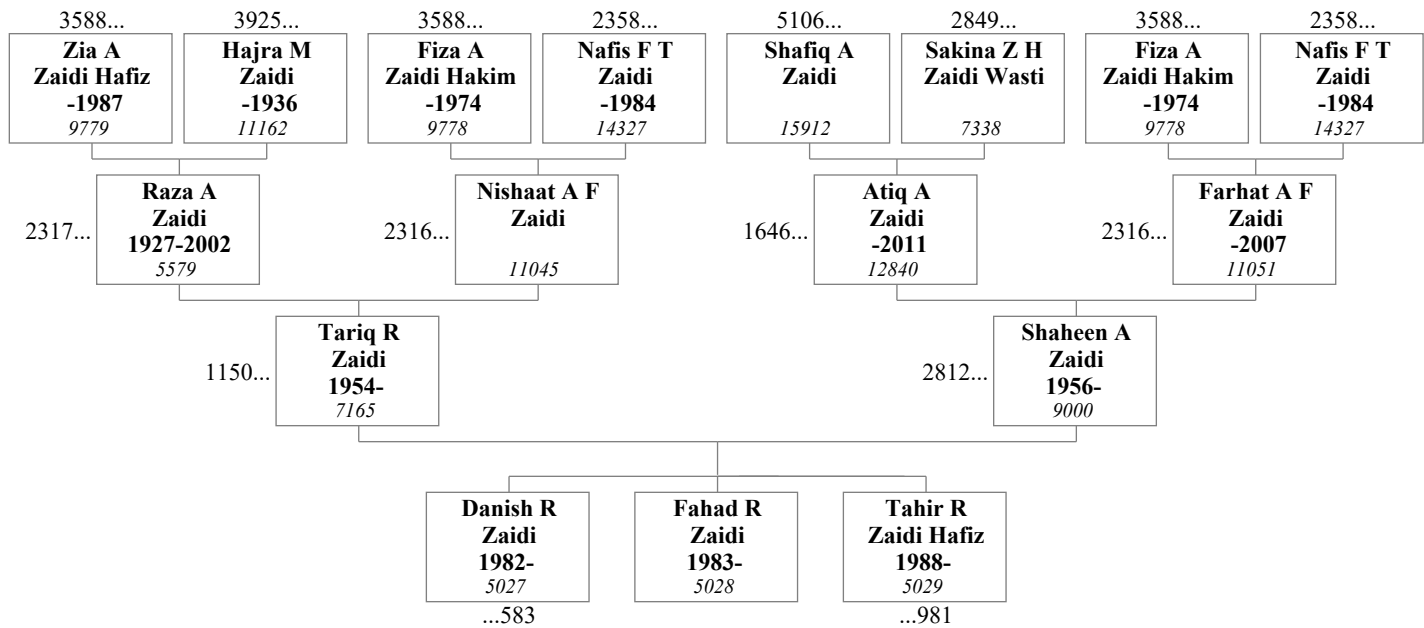 3588... 3925... 3588... 2358... 5106... 2849... 3588... 2358...
Zia A
Zaidi Hafiz
-1987
9779
Hajra M
Zaidi
-1936
11162
Fiza A
Zaidi Hakim
-1974
9778
Nafis F T
Zaidi
-1984
14327
Shafiq A
Zaidi
15912
Sakina Z H
Zaidi Wasti
7338
Fiza A
Zaidi Hakim
-1974
9778
Nafis F T
Zaidi
-1984
14327
2317...
Raza A
Zaidi
1927-2002
5579
2316...
Nishaat A F
Zaidi
11045
1646...
Atiq A
Zaidi
-2011
12840
2316...
Farhat A F
Zaidi
-2007
11051
1150...
Tariq R
Zaidi
1954-
7165
2812...
Shaheen A
Zaidi
1956-
9000
Danish R
Zaidi
1982-
5027
...583
Fahad R
Zaidi
1983-
5028
Tahir R
Zaidi Hafiz
1988-
5029
...981